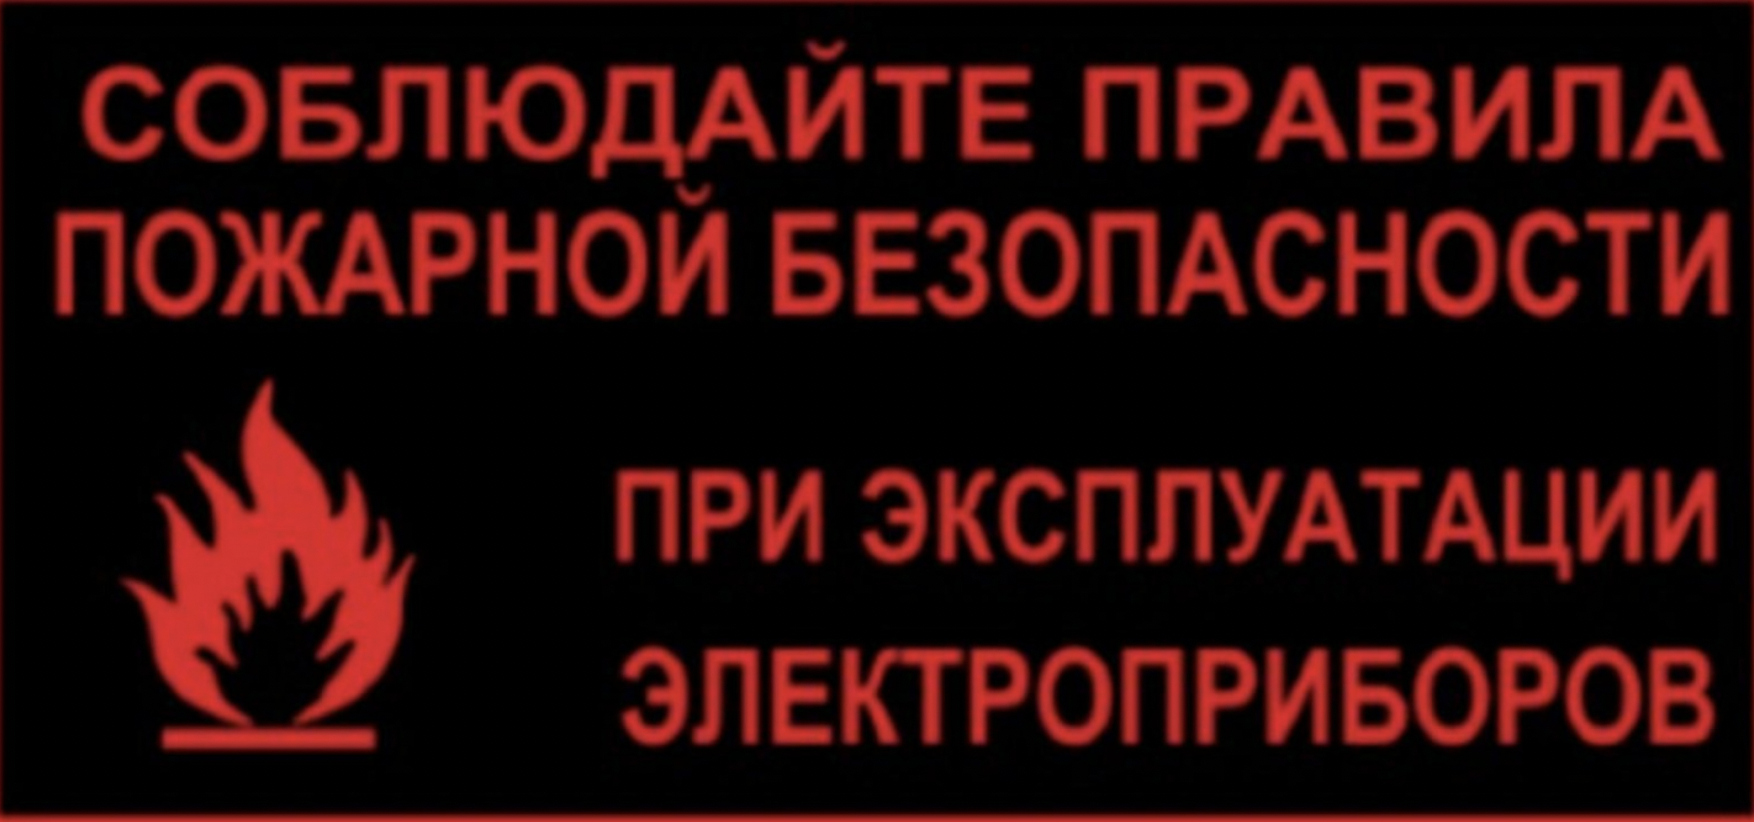 СОБЛЮДАЙТЕ ПРАВИЛА
ПОЖАРНОЙ БЕЗОПАСНОСТИ
ПРИ ЭКСПЛУАТАЦИИ
ЭЛЕКТРОПРИБОРОВ